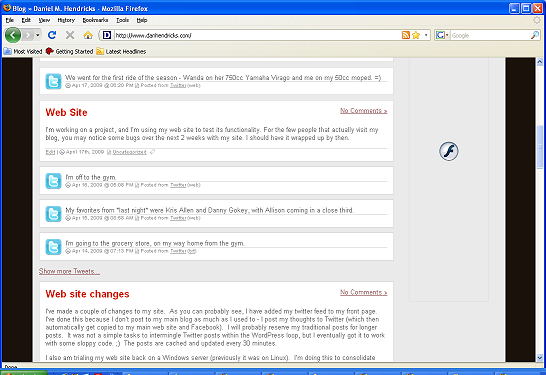 Blog » Daniel M. Hendricks - Mozilla Firefox
File Edit View History Bookmarks Tools Help
http://www.danhendricks.com/
Google
Most Visited Getting Started Latest Headlines
We went for the first ride of the season - Wanda on her 750cc Yamaha Virago and me on my 50cc moped. =)
Apr 17, 2009 @ 06:20 PM Posted from Twitter (web)
Web Site
No Comments »
I'm working on a project, and I'm using my web site to test its functionality. For the few people that actually visit my
blog, you may notice some bugs over the next 2 weeks with my site. I should have it wrapped up by then.
Edit | April 17th, 2009 Uncategorized
I'm off to the gym.
Apr 16, 2009 @ 05:08 PM Posted from Twitter (web)
My favorites from "last night" were Kris Allen and Danny Gokey, with Allison coming in a close third.
Apr 15, 2009 @ 06:58 AM Posted from Twitter (web)
I'm going to the grocery store, on my way home from the gym.
Apr 14, 2009 @ 07:13 PM Posted from Twitter
Show more Tweets...
Web site changes
No Comments »
I've made a couple of changes to my site. As you can probably see, I have added my twitter feed to my front page.
I've done this because I don't post to my main blog as much as I used to - I post my thoughts to Twitter (which then
automatically get copied to my main web site and Facebook). I will probably reserve my traditional posts for longer
posts. It was not a simple tasks to intermingle Twitter posts within the WordPress loop, but I eventually got it to work
with some sloppy code. ;) The posts are cached and updated every 30 minutes.
I also am trialing my web site back on a Windows server (previously it was on Linux). I'm doing this to consolidate
Done